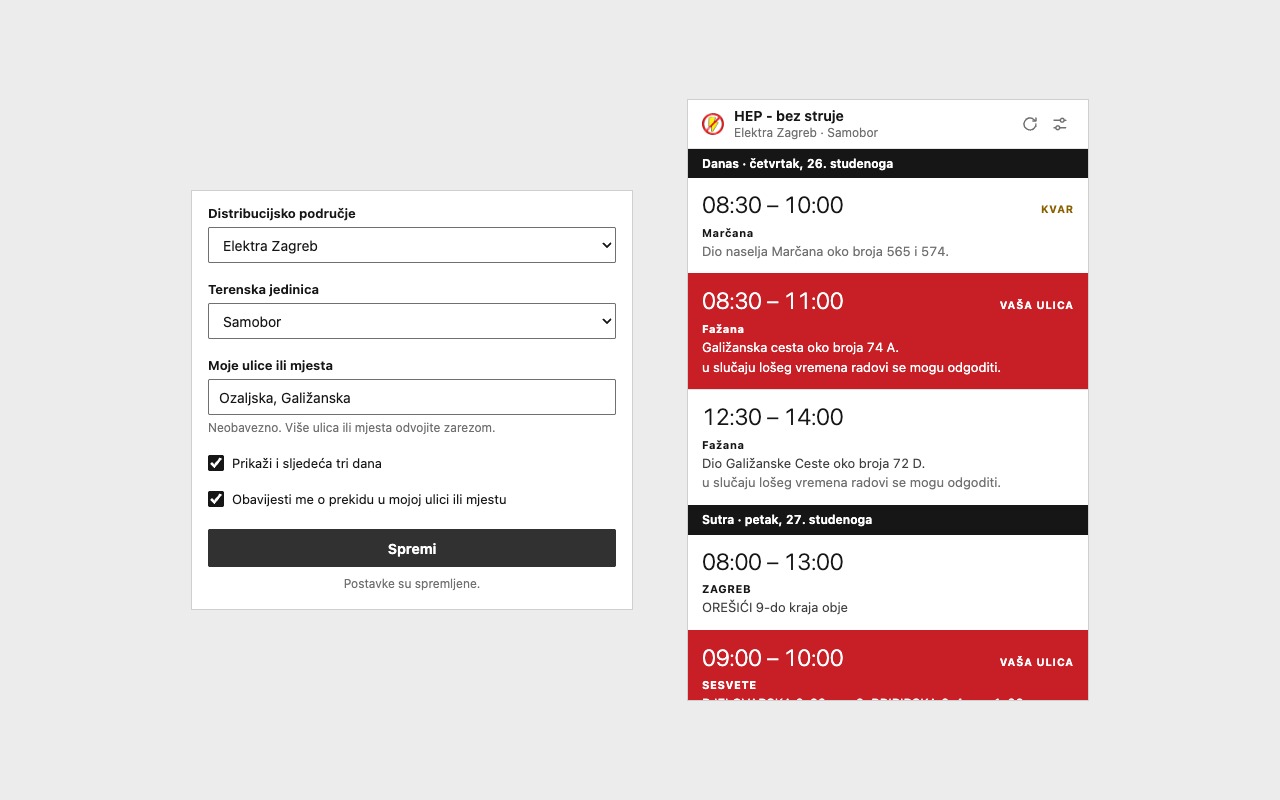 Distribucijsko područje
Elektra Zagreb
Terenska jedinica
Samobor
Moje ulice ili mjesta
Ozaljska, Galižanska
Neobavezno. Više ulica ili mjesta odvojite zarezom.
Prikaži i sljedeća tri dana
Obavijesti me o prekidu u mojoj ulici ili mjestu
Spremi
Postavke su spremljene.
HEP - bez struje
Elektra Zagreb · Samobor
Danas · četvrtak, 26. studenoga
08:30 – 10:00
KVAR
Marčana
Dio naselja Marčana oko broja 565 i 574.
08:30 – 11:00
VAŠA ULICA
Fažana
Galižanska cesta oko broja 74 A.
u slučaju lošeg vremena radovi se mogu odgoditi.
12:30 – 14:00
Fažana
Dio Galižanske Ceste oko broja 72 D.
u slučaju lošeg vremena radovi se mogu odgoditi.
Sutra · petak, 27. studenoga
08:00 – 13:00
ZAGREB
OREŠIĆI 9-do kraja obje
09:00 – 10:00
VAŠA ULICA
SESVETE